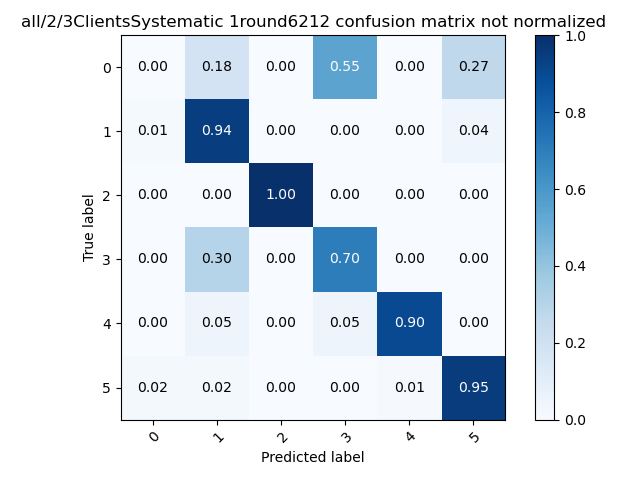 all/2/3ClientsSystematic 1round6212 confusion matrix not normalized
0 0.00 0.18 0.00 0.55 0.00 0.27
1 0.01 0.94 0.00 0.00 0.00 0.04
2 0.00 0.00 1.00 0.00 0.00 0.00
3 0.00 0.30 0.00 0.70 0.00 0.00
4 0.00 0.05 0.00 0.05 0.90 0.00
5 0.02 0.02 0.00 0.00 0.01 0.95
0 1 2 3 4 5
True label
Predicted label
1.0
0.8
0.6
0.4
0.2
0.0